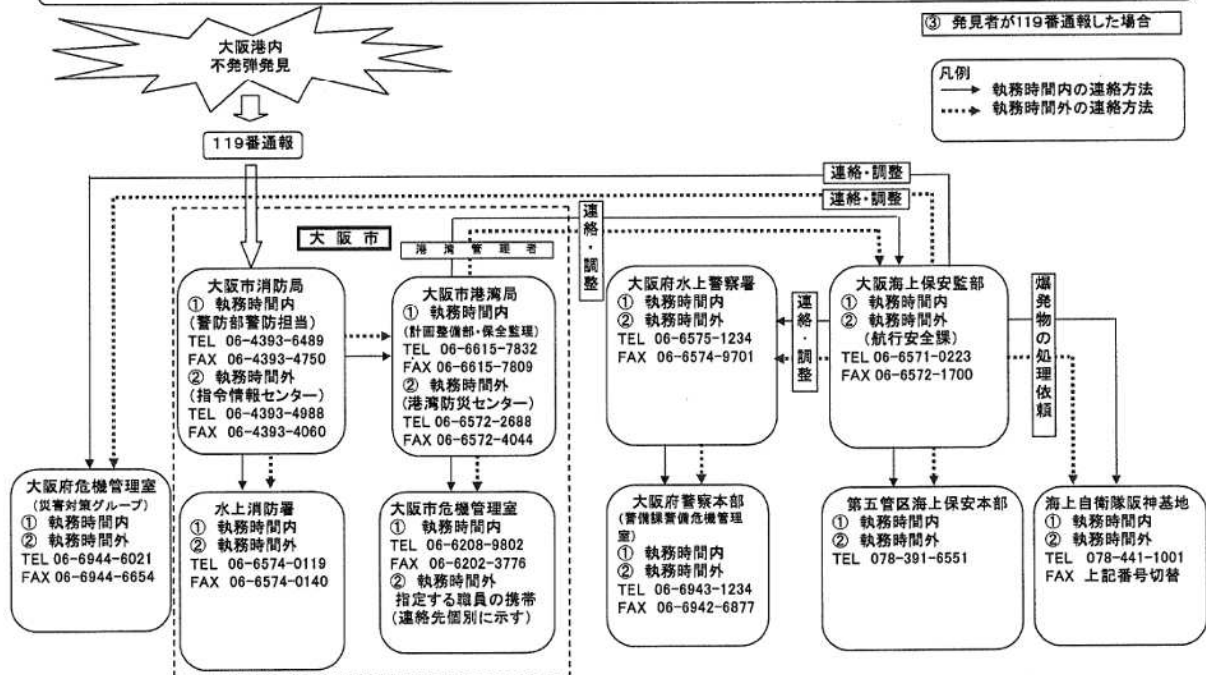 ③ 発見者が119番通報した場合
大阪港内
不発弾発見
凡例
執務時間内の連絡方法
執務時間外の連絡方法
119番通報
連絡・調整
連絡・調整
連絡・調整
大阪市
港湾管理者
大阪市消防局
① 執務時間内
(警防部警防担当)
TEL 06-4393-6489
FAX 06-4393-4750
② 執務時間外
(指令情報センター)
TEL 06-4393-4988
FAX 06-4393-4060
大阪市港湾局
① 執務時間内
(計画整備部・保全監理)
TEL 06-6615-7832
FAX 06-6615-7809
② 執務時間外
(港湾防災センター)
TEL 06-6572-2688
FAX 06-6572-4044
大阪府水上警察署
① 執務時間内
② 執務時間外
TEL 06-6575-1234
FAX 06-6574-9701
連絡・調整
大阪海上保安監部
① 執務時間内
② 執務時間外
(航行安全課)
TEL 06-6571-0223
FAX 06-6572-1700
爆発物の処理依頼
大阪府危機管理室
(災害対策グループ)
① 執務時間内
② 執務時間外
TEL 06-6944-6021
FAX 06-6944-6654
水上消防署
① 執務時間内
② 執務時間外
TEL 06-6574-0119
FAX 06-6574-0140
大阪市危機管理室
① 執務時間内
TEL 06-6208-9802
FAX 06-6202-3776
② 執務時間外
指定する職員の携帯
(連絡先個別に示す)
大阪府警察本部
(警備課警備危機管理
室)
① 執務時間内
② 執務時間外
TEL 06-6943-1234
FAX 06-6942-6877
第五管区海上保安本部
① 執務時間内
② 執務時間外
TEL 078-391-6551
海上自衛隊阪神基地
① 執務時間内
② 執務時間外
TEL 078-441-1001
FAX 上記番号切替